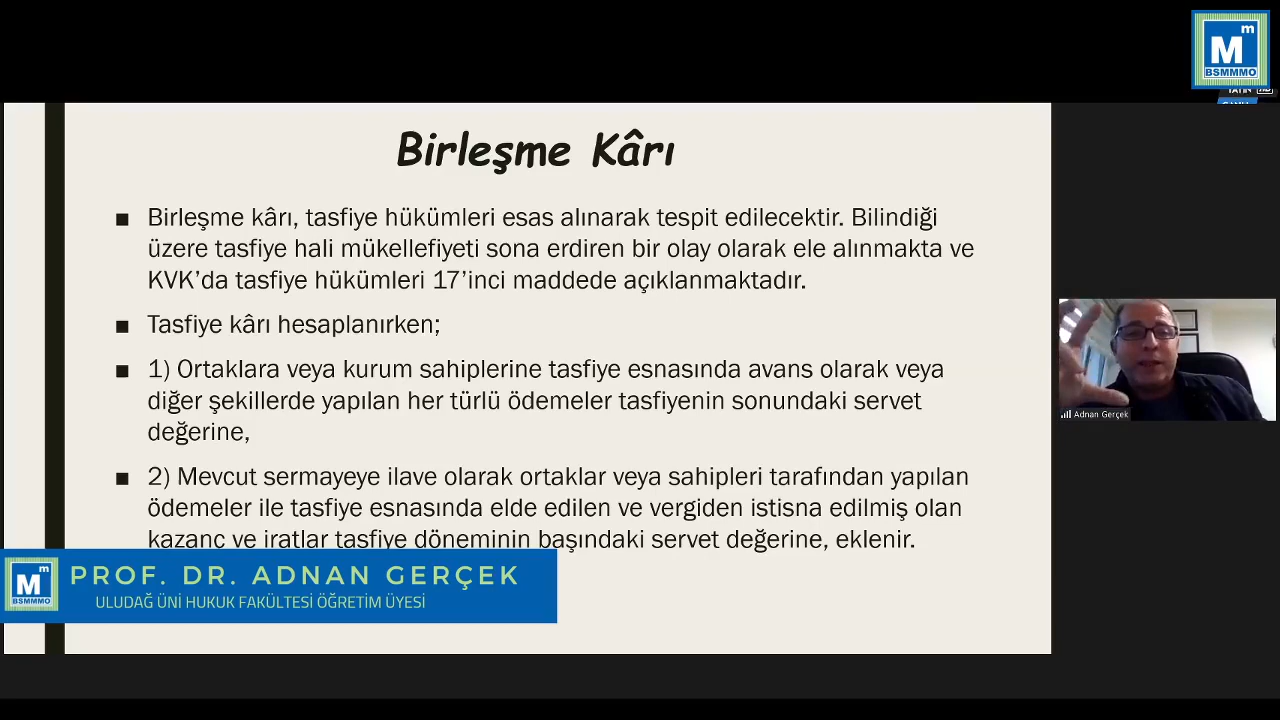 M m
BSMMMO
Birleşme Kârı
■ Birleşme kârı, tasfiye hükümleri esas alınarak tespit edilecektir. Bilindiği
üzere tasfiye hali mükellefiyeti sona erdiren bir olay olarak ele alınmakta ve
KVK’da tasfiye hükümleri 17’inci maddede açıklanmaktadır.
■ Tasfiye kârı hesaplanırken;
■ 1) Ortaklara veya kurum sahiplerine tasfiye esnasında avans olarak veya
diğer şekillerde yapılan her türlü ödemeler tasfiyenin sonundaki servet
değerine,
■ 2) Mevcut sermayeye ilave olarak ortaklar veya sahipleri tarafından yapılan
ödemeler ile tasfiye esnasında elde edilen ve vergiden istisna edilmiş olan
kazanç ve iratlar tasfiye döneminin başındaki servet değerine, eklenir.
Adnan Gerçek
M m
BSMMMO
PROF. DR. ADNAN GERÇEK
ULUDAĞ ÜNİ HUKUK FAKÜLTESİ ÖĞRETİM ÜYESİ